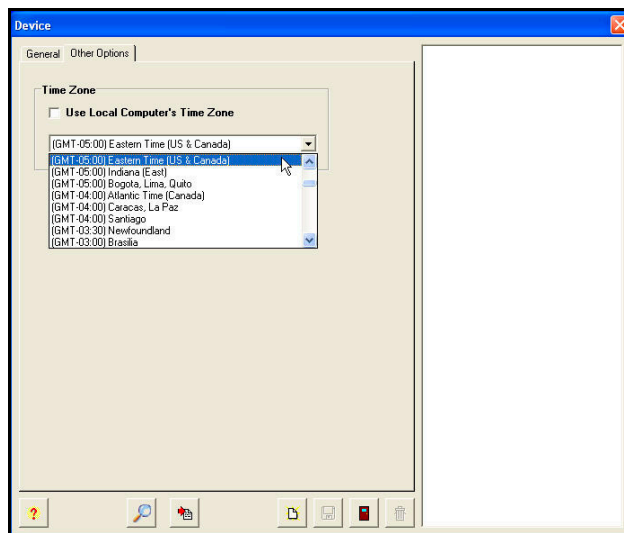 Device
General
Other Options
Time Zone
Use Local Computer's Time Zone
(GMT-05:00) Eastern Time (US & Canada)
(GMT-05:00) Eastern Time (US & Canada)
(GMT-05:00) Indiana (East)
(GMT-05:00) Bogota, Lima, Quito
(GMT-04:00) Atlantic Time (Canada)
(GMT-04:00) Caracas, La Paz
(GMT-04:00) Santiago
(GMT-03:30) Newfoundland
(GMT-03:00) Brasilia
?